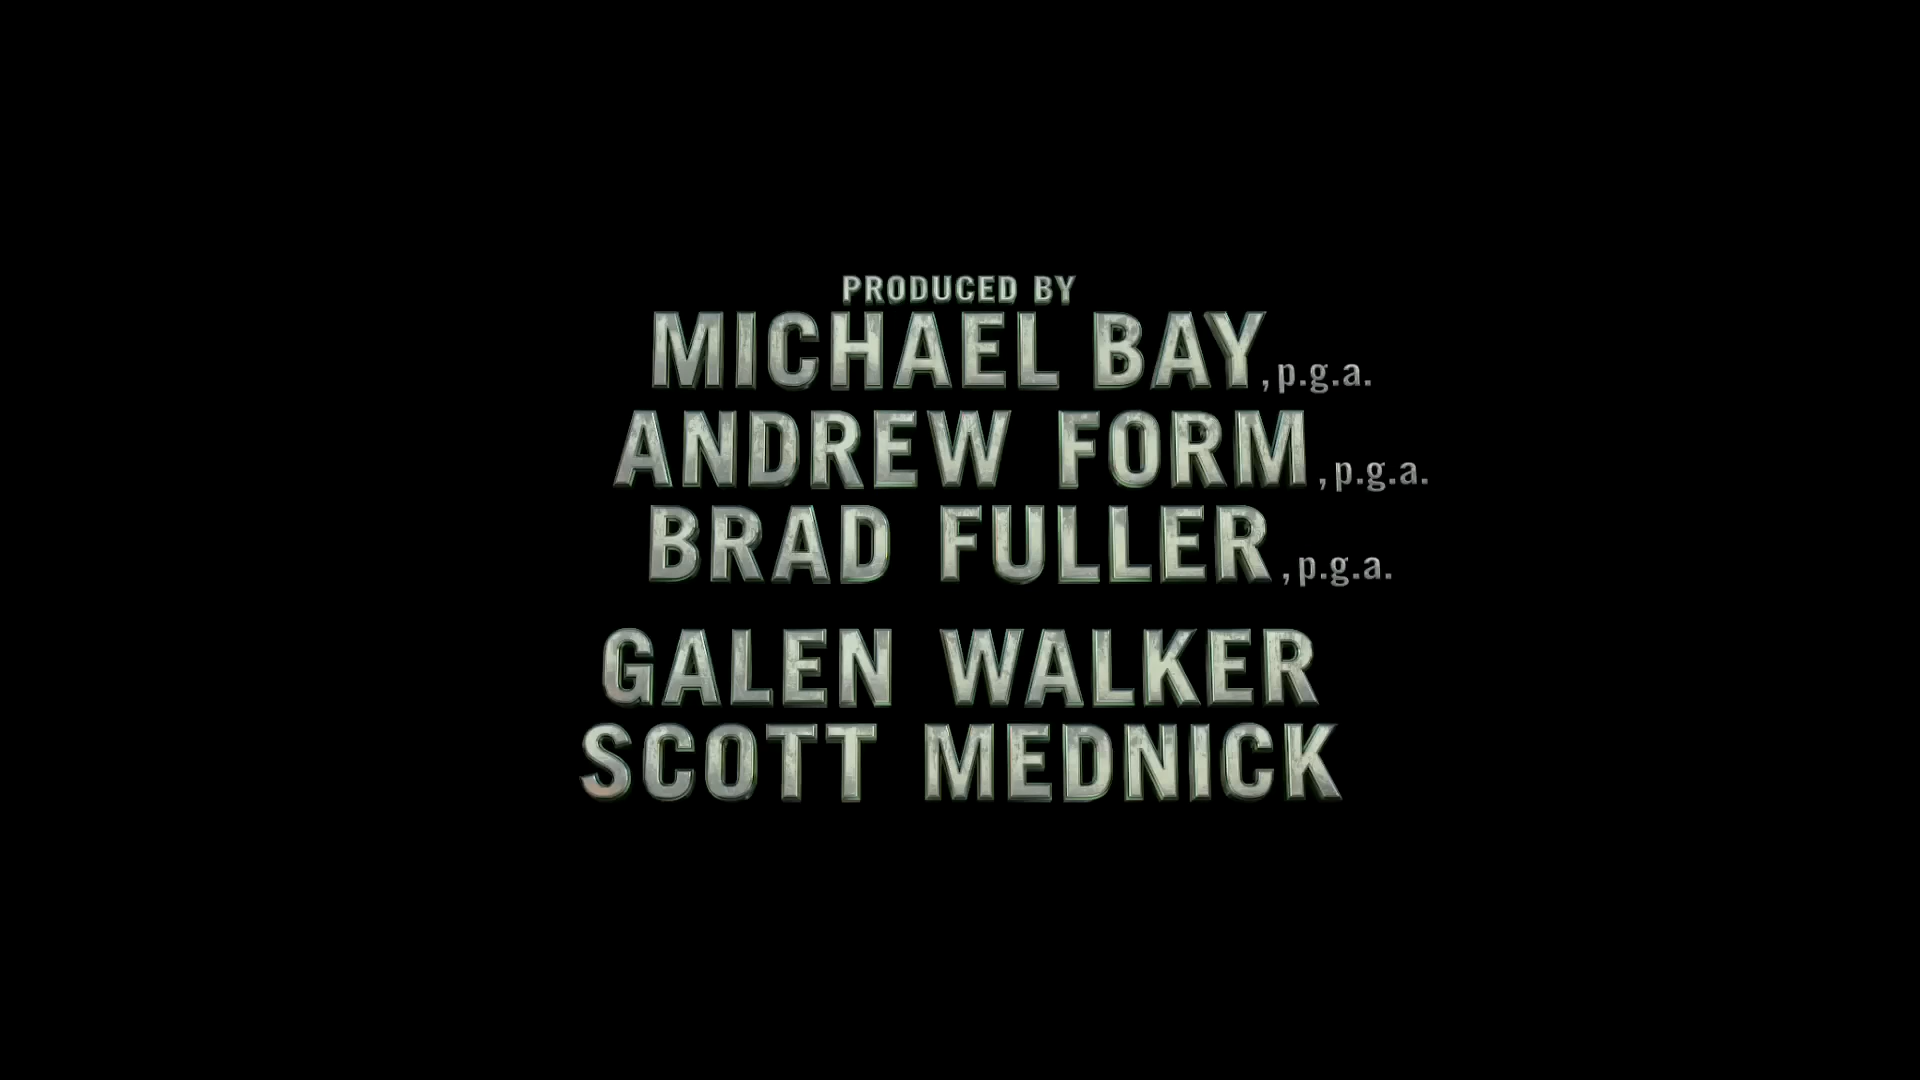 PRODUCED BY
MICHAEL BAY, p.g.a.
ANDREW FORM, p.g.a.
BRAD FULLER, p.g.a.
GALEN WALKER
SCOTT MEDNICK